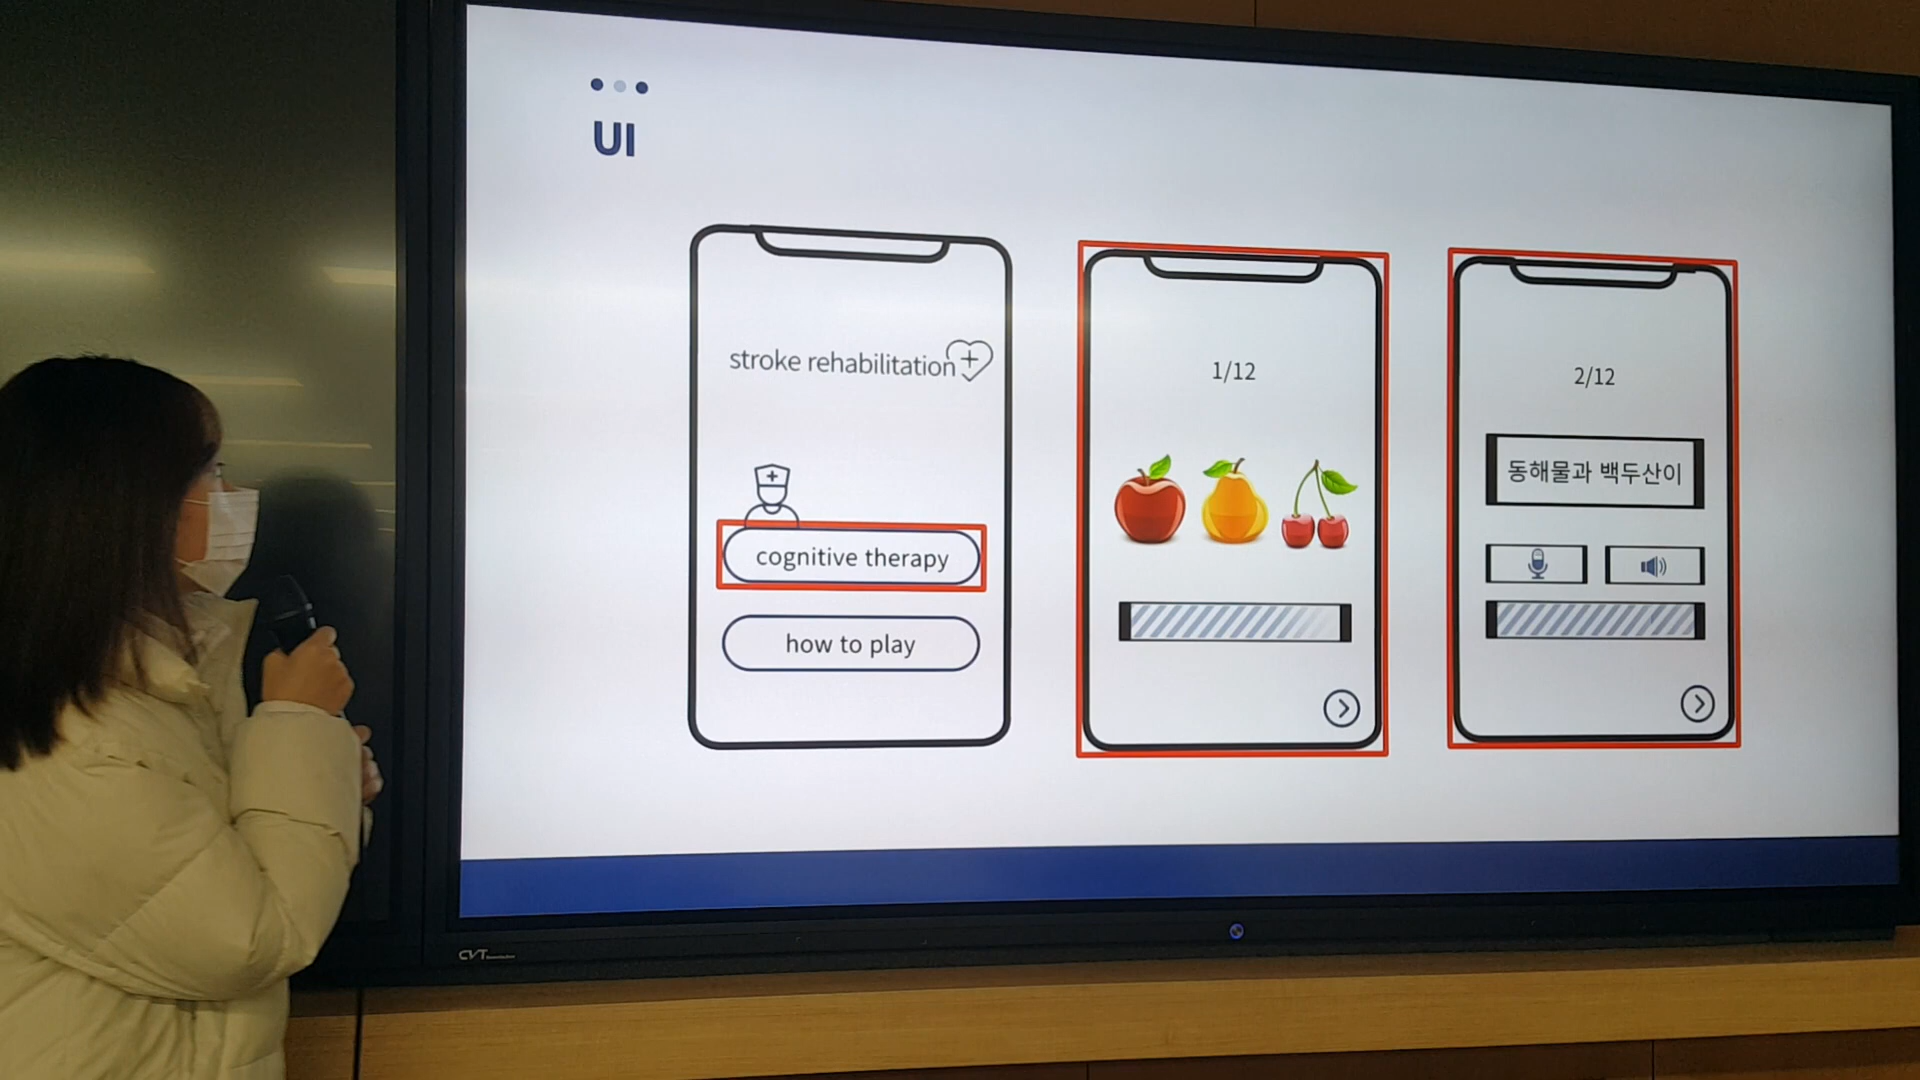 UI
stroke rehabilitation
cognitive therapy
how to play
1/12
2/12
동해물과 백두산이
CVT